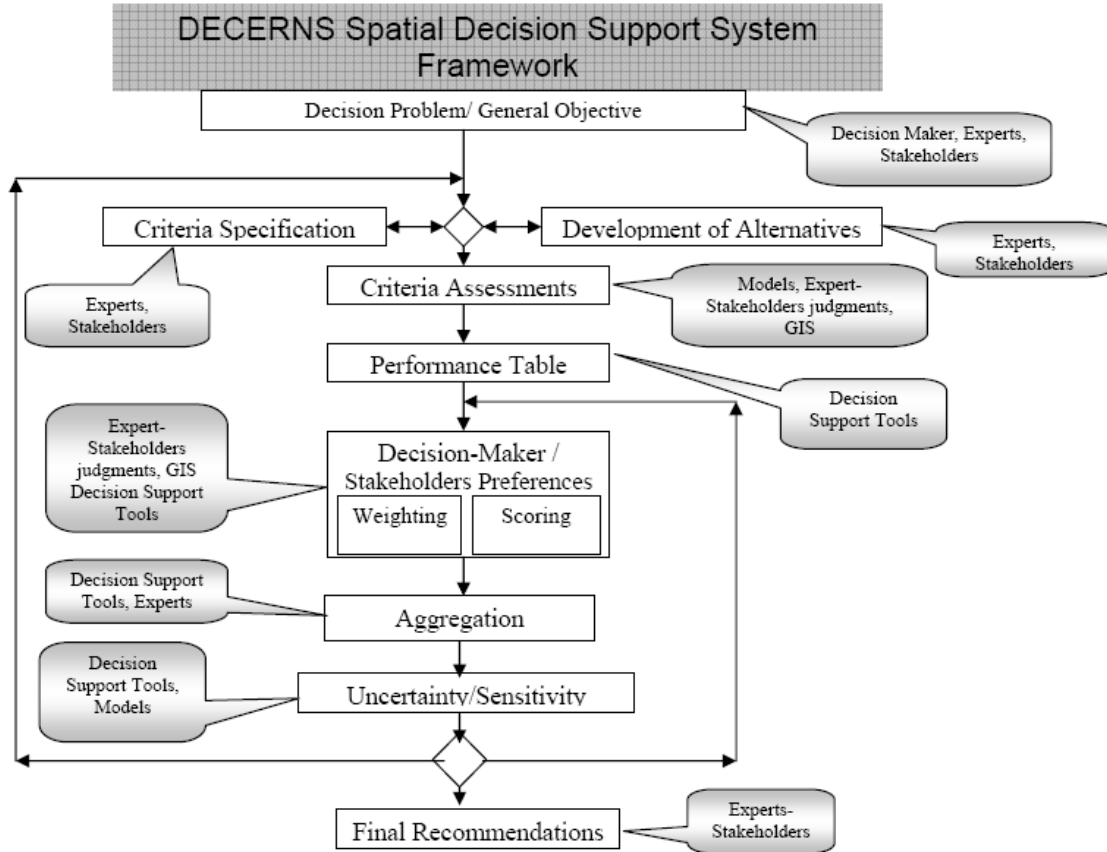 DECERNS Spatial Decision Support System
Framework
Decision Problem/ General Objective
Decision Maker, Experts,
Stakeholders
Criteria Specification
Development of Alternatives
Experts,
Stakeholders
Experts,
Stakeholders
Criteria Assessments
Models, Expert-
Stakeholders judgments,
GIS
Performance Table
Decision
Support Tools
Expert-
Stakeholders
judgments, GIS
Decision Support
Tools
Decision-Maker /
Stakeholders Preferences
Weighting
Scoring
Decision Support
Tools, Experts
Aggregation
Decision
Support Tools,
Models
Uncertainty/Sensitivity
Final Recommendations
Experts-
Stakeholders